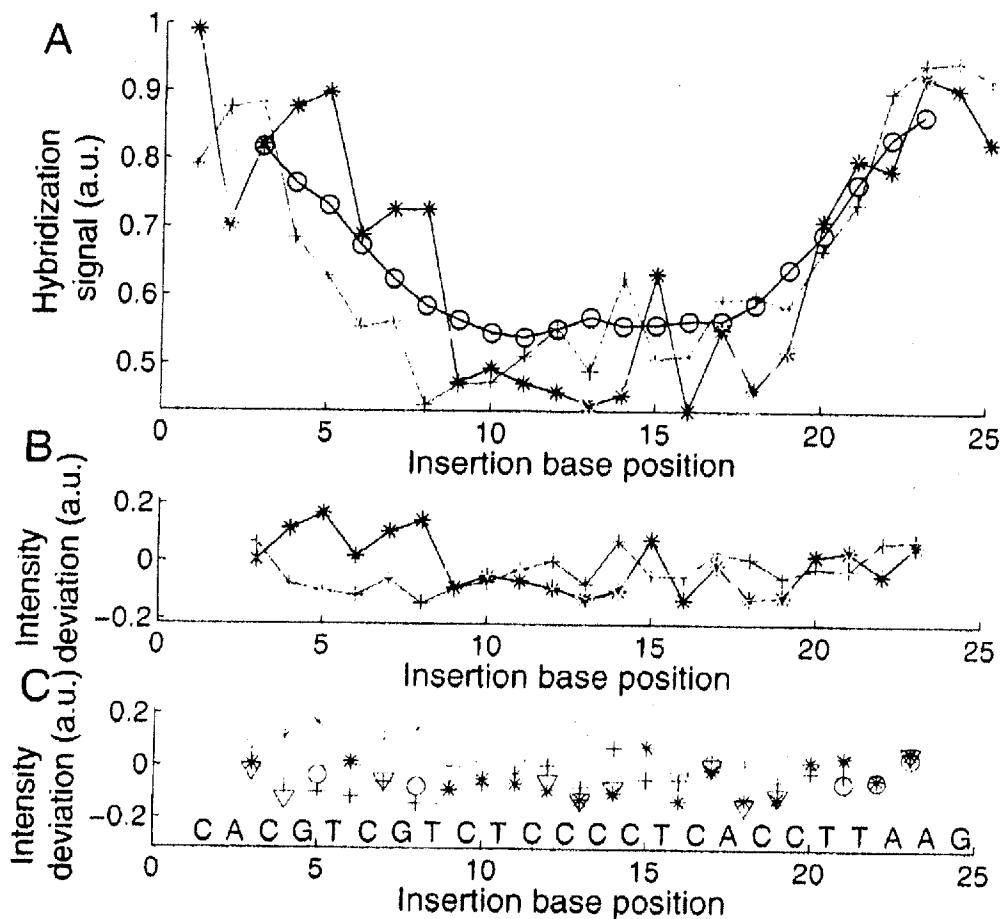 A
Hybridization
signal (a.u.)
1
0.9
0.8
0.7
0.6
0.5
0 5 10 15 20 25
Insertion base position
B
Intensity
deviation (a.u.)
0.2
0
−0.2
0 5 10 15 20 25
Insertion base position
C
Intensity
deviation (a.u.)
0.2
0
−0.2
C A C G T C G T C T C C C C T C A C C T T A A G
0 5 10 15 20 25
Insertion base position